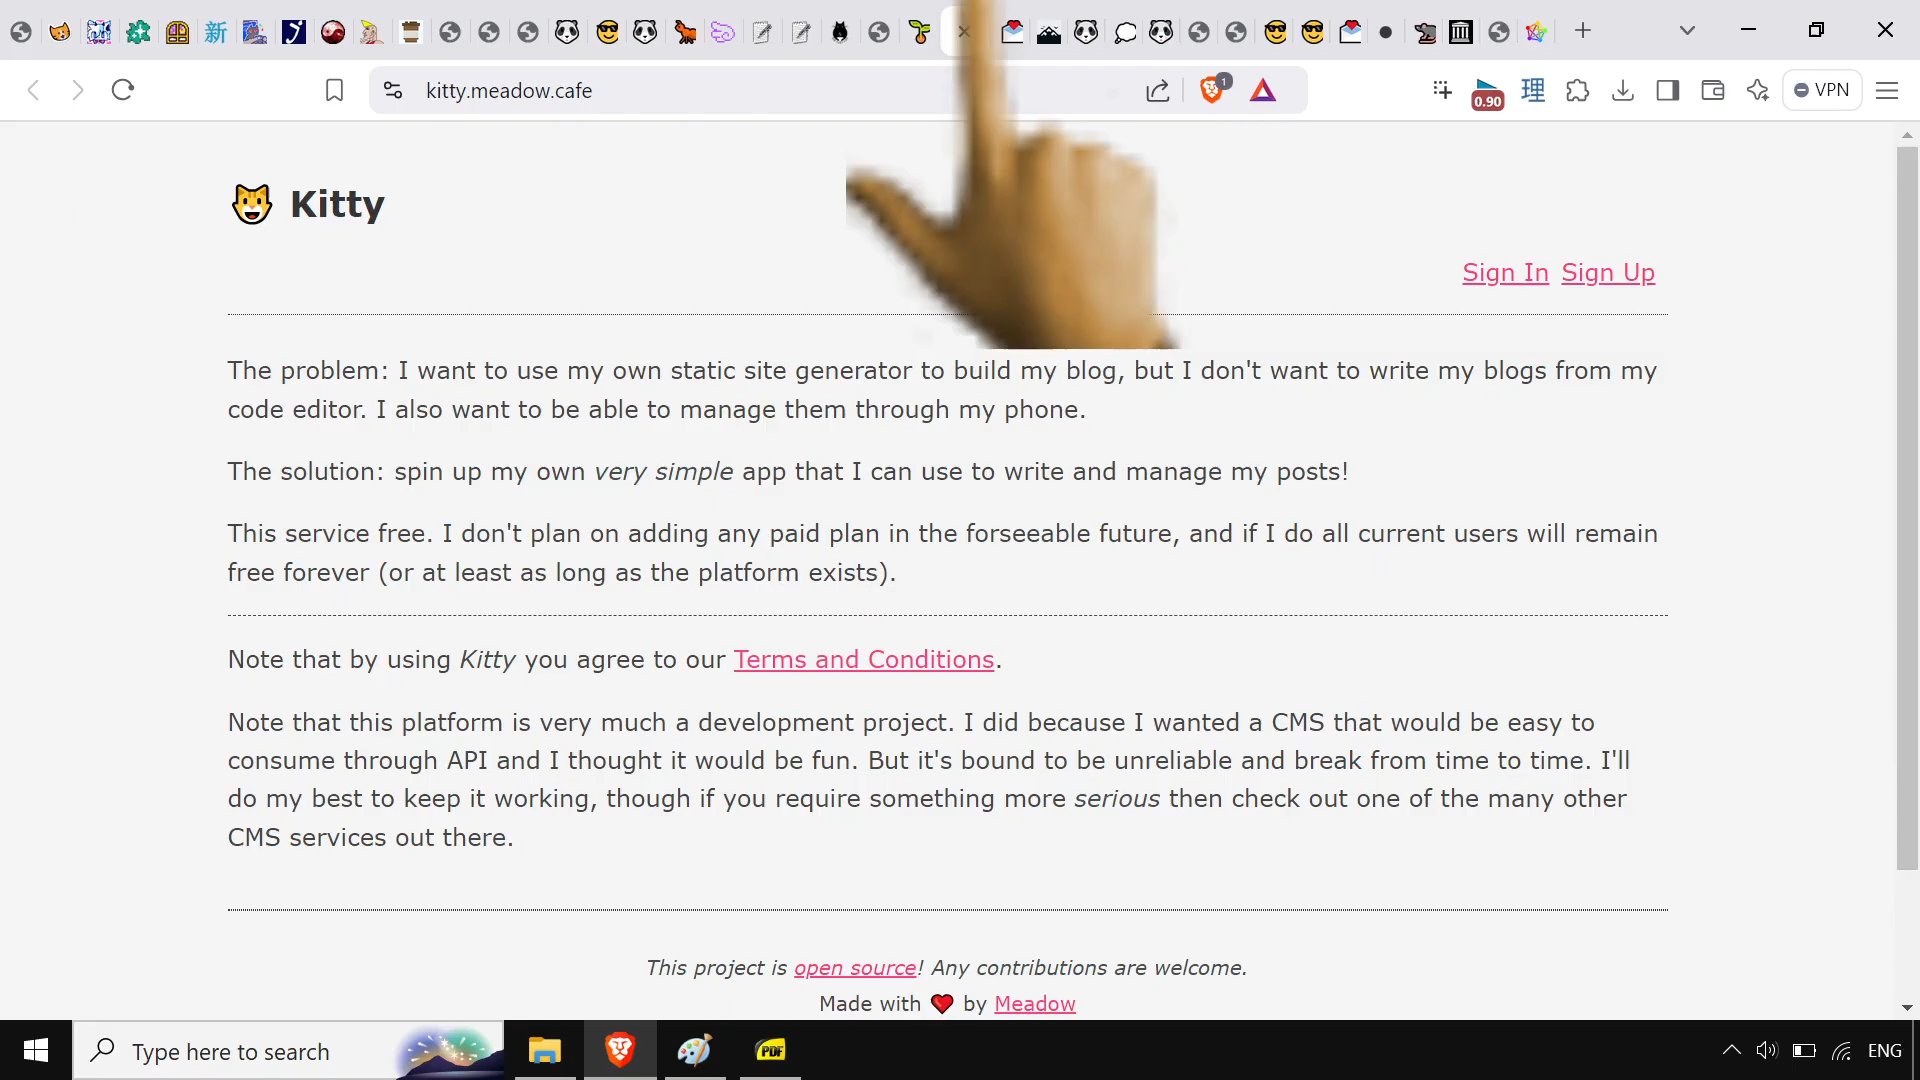 新
kitty.meadow.cafe
1
0.90
理
VPN
Kitty
Sign In Sign Up
The problem: I want to use my own static site generator to build my blog, but I don't want to write my blogs from my
code editor. I also want to be able to manage them through my phone.
The solution: spin up my own very simple app that I can use to write and manage my posts!
This service free. I don't plan on adding any paid plan in the forseeable future, and if I do all current users will remain
free forever (or at least as long as the platform exists).
Note that by using Kitty you agree to our Terms and Conditions.
Note that this platform is very much a development project. I did because I wanted a CMS that would be easy to
consume through API and I thought it would be fun. But it's bound to be unreliable and break from time to time. I'll
do my best to keep it working, though if you require something more serious then check out one of the many other
CMS services out there.
This project is open source! Any contributions are welcome.
Made with ❤️ by Meadow
Type here to search
PDF
ENG